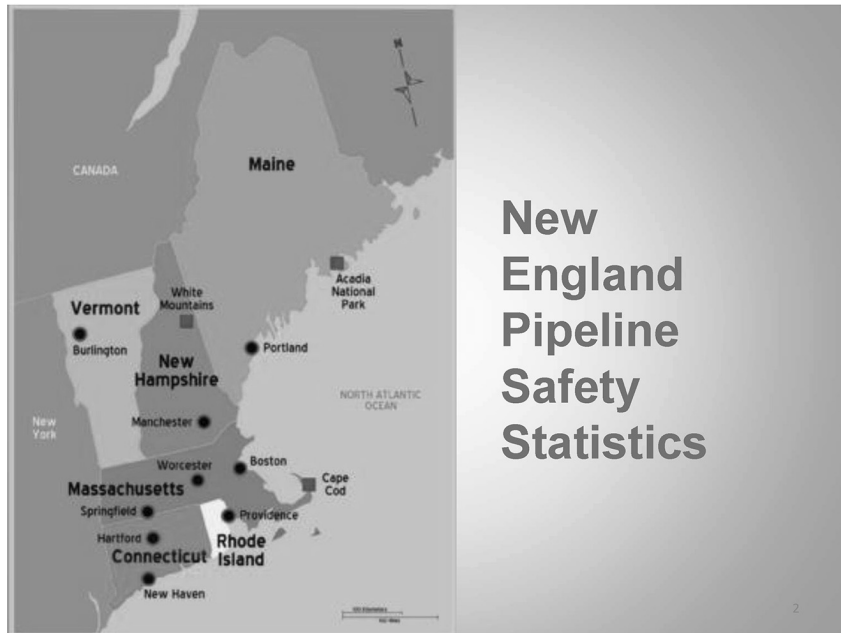 N
CANADA
Maine
Acadia
National
Park
White
Mountains
Vermont
Burlington
Portland
New
Hampshire
NORTH ATLANTIC
OCEAN
New
York
Manchester
Boston
Worcester
Cape
Cod
Massachusetts
Springfield
Providence
Hartford
Rhode
Island
Connecticut
New Haven
New
England
Pipeline
Safety
Statistics
2